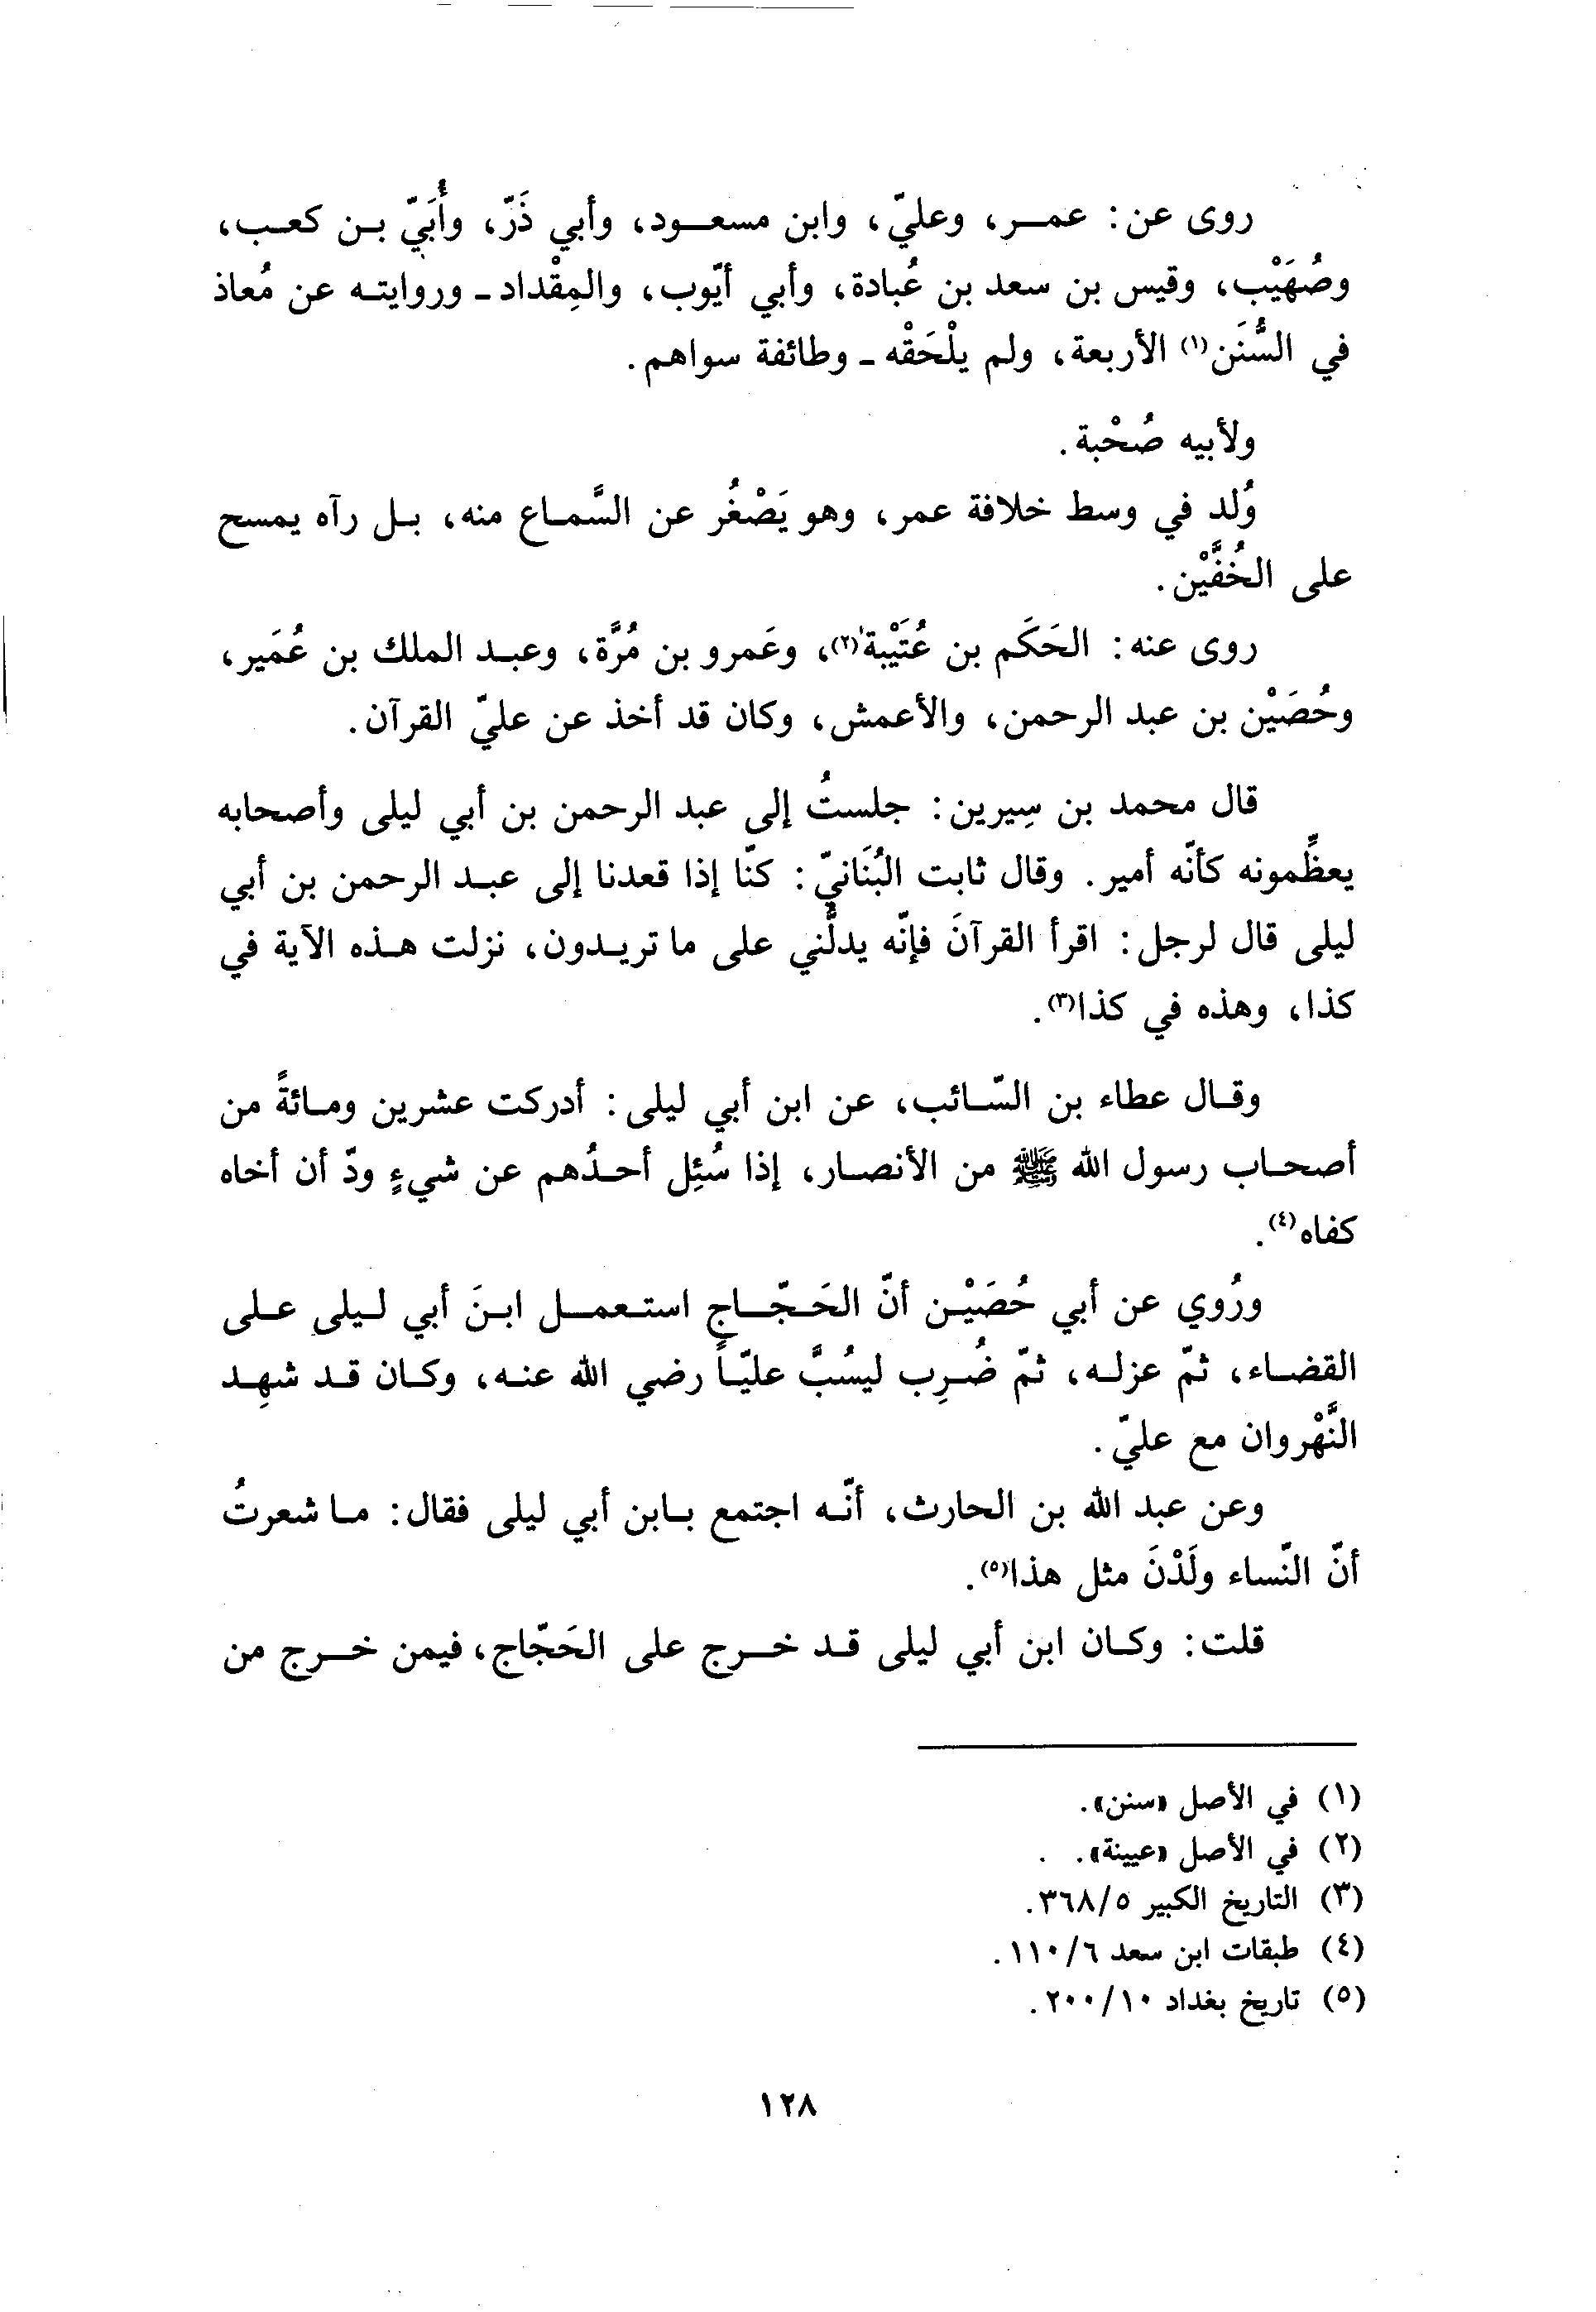 روى عن: عمر، وعليّ، وابن مسعود، وأبي ذَرّ، وأُبَيّ بن كعب،
وصُهَيْب، وقيس بن سعد بن عُبادة، وأبي أيّوب، والمِقْداد ـ وروايته عن مُعاذ
في السُّنَن(١) الأربعة، ولم يلْحَقْه ـ وطائفة سواهم.
ولأبيه صُحْبة.
وُلد في وسط خلافة عمر، وهو يَصْغُر عن السَّماع منه، بل رآه يمسح
على الخُفَّيْن.
روى عنه: الحَكَم بن عُتَيْبة(٢)، وعَمرو بن مُرَّة، وعبد الملك بن عُمَير،
وحُصَيْن بن عبد الرحمن، والأعمش، وكان قد أخذ عن عليّ القرآن.
قال محمد بن سِيرين: جلستُ إلى عبد الرحمن بن أبي ليلى وأصحابه
يعظِّمونه كأنّه أمير. وقال ثابت البُنَانيّ: كنّا إذا قعدنا إلى عبد الرحمن بن أبي
ليلى قال لرجل: اقرأ القرآنَ فإنّه يدلُّني على ما تريدون، نزلت هذه الآية في
كذا، وهذه في كذا(٣).
وقال عطاء بن السّائب، عن ابن أبي ليلى: أدركت عشرين ومائةً من
أصحاب رسول الله ﷺ من الأنصار، إذا سُئِل أحدُهم عن شيءٍ ودّ أن أخاه
كفاه(٤).
ورُوي عن أبي حُصَيْن أنّ الحَجّاج استعمل ابنَ أبي ليلى على
القضاء، ثمّ عزله، ثمّ ضُرِب ليسُبَّ عليّاً رضي الله عنه، وكان قد شهِد
النَّهْروان مع عليّ.
وعن عبد الله بن الحارث، أنّه اجتمع بابن أبي ليلى فقال: ما شعرتُ
أنّ النّساء ولَدْنَ مثل هذا(٥).
قلت: وكان ابن أبي ليلى قد خرج على الحَجّاج، فيمن خرج من
(١) في الأصل «سنن».
(٢) في الأصل «عيينة».
(٣) التاريخ الكبير ٣٦٨/٥.
(٤) طبقات ابن سعد ١١٠/٦.
(٥) تاريخ بغداد ٢٠٠/١٠.
١٢٨